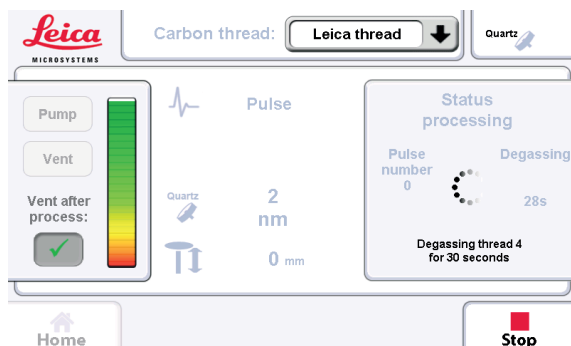 Leica
MICROSYSTEMS
Carbon thread:
Leica thread
Quartz
Pump
Vent
Vent after
process:
Pulse
Quartz
2
nm
0 mm
Status
processing
Pulse
number
0
Degassing
28s
Degassing thread 4
for 30 seconds
Home
Stop